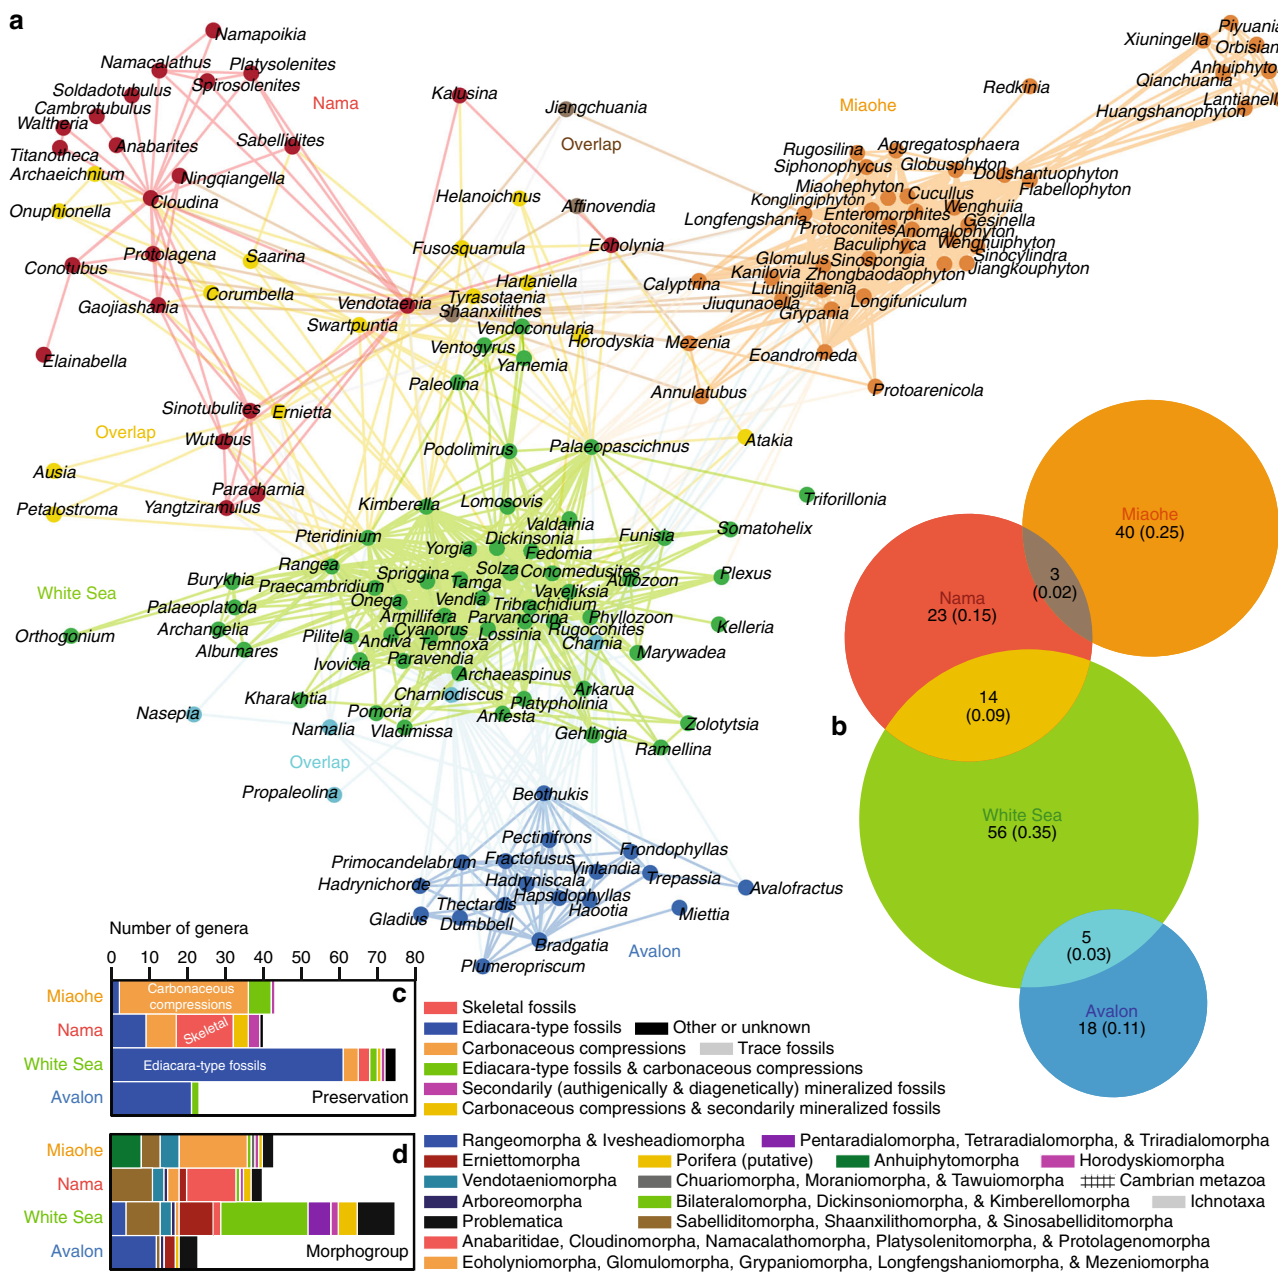 a
Namapoikia
Namacalathus
Platysolenites
Soldadotubulus
Spirosolenites
Cambrotubulus
Waltheria
Nama
Sabellidites
Titanotheca
Anabarites
Archaeichnium
Ningqiangella
Cloudina
Onuphionella
Protolagena
Saarina
Conotubus
Corumbella
Gaojiashania
Vendotaenia
Swartpuntia
Elainabella
Kalusina
Jiangchuania
Overlap
Helanoichnus
Affinovendia
Fusosquamula
Eoholynia
Harlaniella
Tyrasotaenia
Shaanxilithes
Vendoconularia
Ventogyrus
Horodyskia
Yarnemia
Paleolina
Miaohe
Redkinia
Xiuningella
Piyuania
Orbisian
Anhuiphyto
Qianchuania
Lantianell
Huangshanophyton
Rugosilina
Aggregatosphaera
Siphonophycus
Globusphyton
Doushantuophyton
Flabellophyton
Miaohephyton
Cucullus
Konglingiphyton
Wenghuiia
Longfengshania
Enteromorphites
Gesinella
Protoconites
Anomalophyton
Baculiphyca
Wenghuiphyton
Glomulus
Sinospongia
Sinocylindra
Kanilovia
Zhongbaodaophyton
Jiangkouphyton
Calyptrina
Liulingjitaenia
Jiuqunaoella
Longifuniculum
Grypania
Mezenia
Eoandromeda
Annulatubus
Protoarenicola
Sinotubulites
Ernietta
Overlap
Wutubus
Ausia
Paracharnia
Petalostroma
Yangtziramulus
Podolimirus
Palaeopascichnus
Atakia
Triforillonia
Kimberella
Lomosovis
Valdainia
Somatohelix
Pteridinium
Yorgia
Dickinsonia
Funisia
Fedomia
Rangea
Spriggina
Solza
Conomedusites
Plexus
Burykhia
Praecambridium
Tamga
Autozoon
White Sea
Onega
Vendia
Vaveliksia
Palaeoplatoda
Tribrachidium
Armillifera
Parvancorina
Phyllozoon
Kelleria
Orthogonium
Archangelia
Pilitela
Cyanorus
Rugoconites
Andiva
Temnoxa
Lossinia
Charnia
Albumares
Marywadea
Ivovicia
Paravendia
Archaeaspinus
Kharakhtia
Charniodiscus
Arkarua
Platypholinia
Nasepia
Pomoria
Anfesta
Zolotytsia
Namalia
Vladimissa
Gehlingia
Ramellina
Overlap
Propaleolina
Beothukis
Pectinifrons
Primocandelabrum
Fractofusus
Frondophyllas
Vinlandia
Hadrynichorde
Hadryniscala
Trepassia
Avalofractus
Hapsidophyllas
Thectardis
Haootia
Gladius
Dumbbell
Miettia
Bradgatia
Avalon
Plumeropriscum
b
Miaohe
40 (0.25)
3
(0.02)
Nama
23 (0.15)
14
(0.09)
White Sea
56 (0.35)
5
(0.03)
Avalon
18 (0.11)
Number of genera
0 10 20 30 40 50 60 70 80
c
Miaohe
Carbonaceous
compressions
Nama
Skeletal
White Sea
Ediacara-type fossils
Avalon
Preservation
Skeletal fossils
Ediacara-type fossils
Other or unknown
Carbonaceous compressions
Trace fossils
Ediacara-type fossils & carbonaceous compressions
Secondarily (authigenically & diagenetically) mineralized fossils
Carbonaceous compressions & secondarily mineralized fossils
d
Miaohe
Nama
White Sea
Avalon
Morphogroup
Rangeomorpha & Ivesheadiomorpha
Pentaradialomorpha, Tetraradialomorpha, & Triradialomorpha
Erniettomorpha
Porifera (putative)
Anhuiphytomorpha
Horodyskiomorpha
Vendotaeniomorpha
Chuariomorpha, Moraniomorpha, & Tawuiomorpha
Cambrian metazoa
Arboreomorpha
Bilateralomorpha, Dickinsoniomorpha, & Kimberellomorpha
Ichnotaxa
Problematica
Sabelliditomorpha, Shaanxilithomorpha, & Sinosabelliditomorpha
Anabaritidae, Cloudinomorpha, Namacalathomorpha, Platysolenitomorpha, & Protolagenomorpha
Eoholyniomorpha, Glomulomorpha, Grypaniomorpha, Longfengshaniomorpha, & Mezeniomorpha